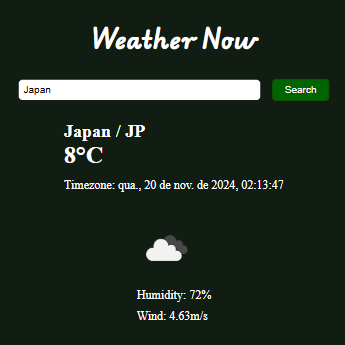 Weather Now
Japan
Search
Japan / JP
8°C
Timezone: qua., 20 de nov. de 2024, 02:13:47
Humidity: 72%
Wind: 4.63m/s